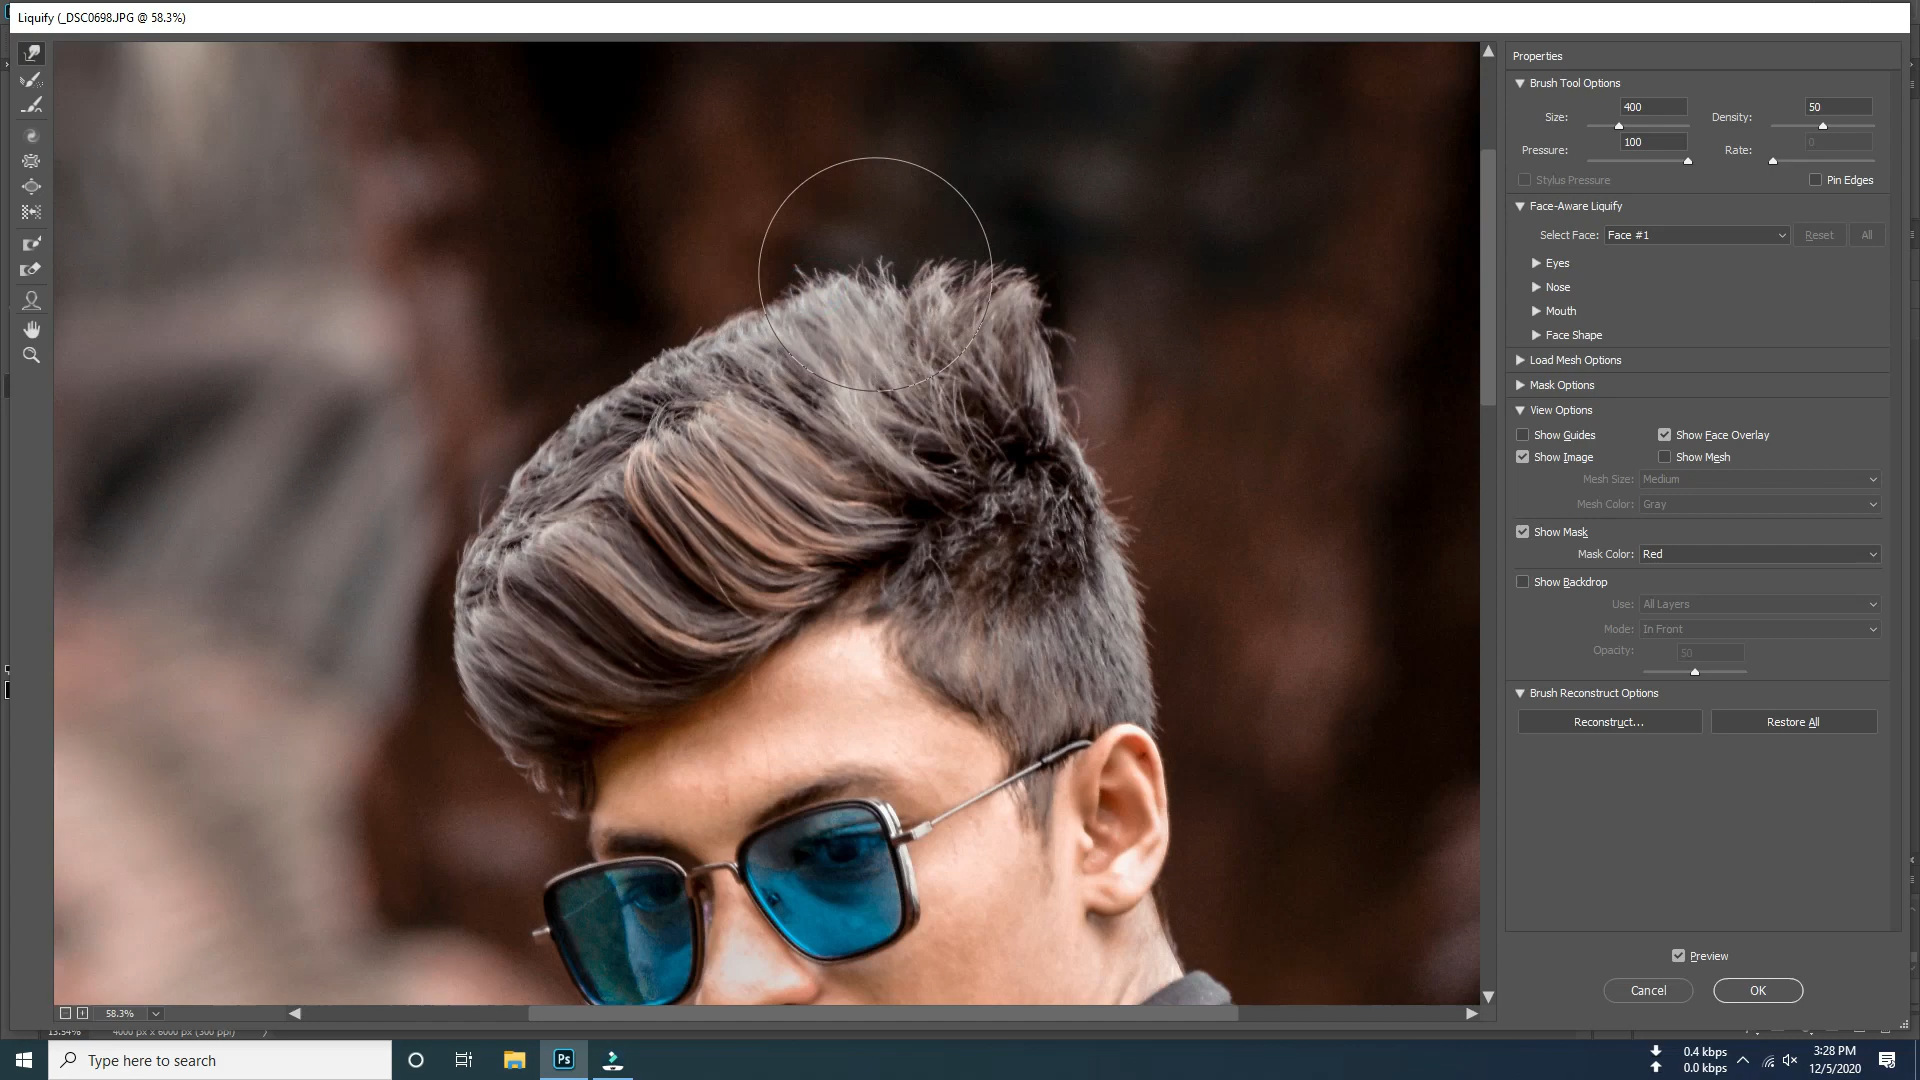 Liquify (_DSC0698.JPG @ 58.3%)
Properties
Brush Tool Options
Size: 400 Density: 50
Pressure: 100 Rate: 0
Stylus Pressure Pin Edges
Face-Aware Liquify
Select Face: Face #1 Reset All
Eyes
Nose
Mouth
Face Shape
Load Mesh Options
Mask Options
View Options
Show Guides Show Face Overlay
Show Image Show Mesh
Mesh Size: Medium
Mesh Color: Gray
Show Mask
Mask Color: Red
Show Backdrop
Use: All Layers
Mode: In Front
Opacity: 50
Brush Reconstruct Options
Reconstruct... Restore All
Preview
Cancel OK
58.3%
13.54% 4000 px x 6000 px (300 ppi)
Type here to search
Ps
0.4 kbps
0.0 kbps
3:28 PM
12/5/2020